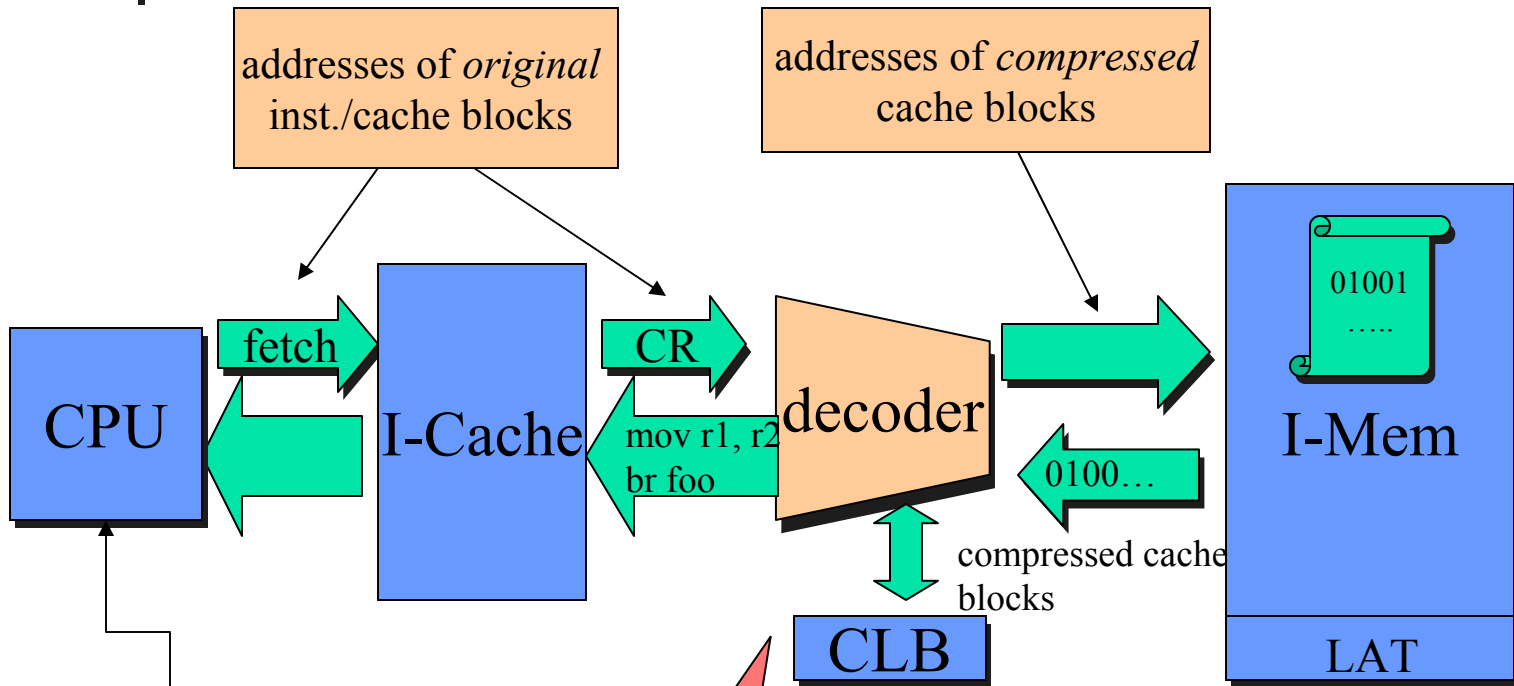 addresses of original
inst./cache blocks
addresses of compressed
cache blocks
01001
…..
fetch
CR
CPU
I-Cache
mov r1, r2
br foo
decoder
0100…
I-Mem
compressed cache
blocks
CLB
LAT